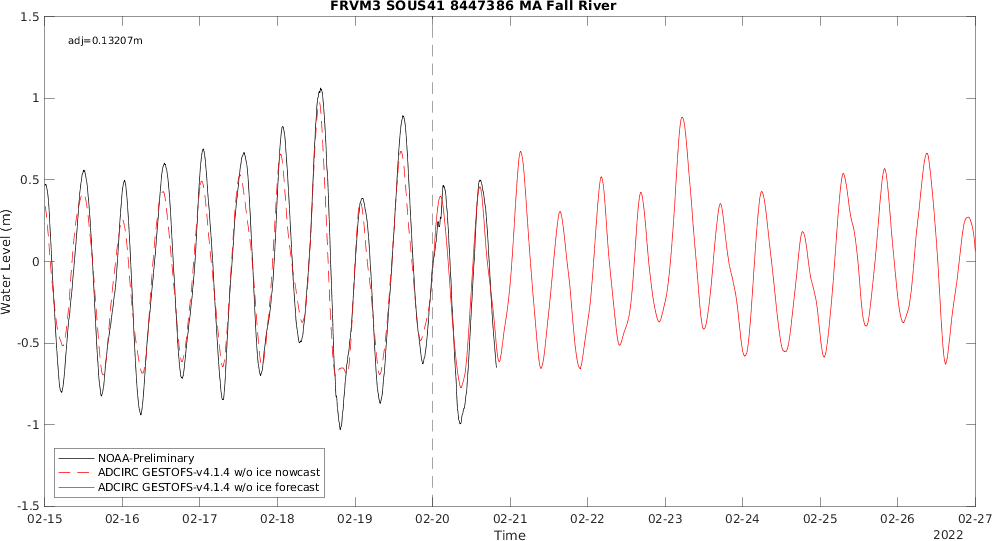 FRVM3 SOUS41 8447386 MA Fall River
1.5
adj=0.13207m
1
0.5
0
-0.5
-1
-1.5
Water Level (m)
NOAA-Preliminary
ADCIRC GESTOFS-v4.1.4 w/o ice nowcast
ADCIRC GESTOFS-v4.1.4 w/o ice forecast
02-15 02-16 02-17 02-18 02-19 02-20 02-21 02-22 02-23 02-24 02-25 02-26 02-27
Time
2022